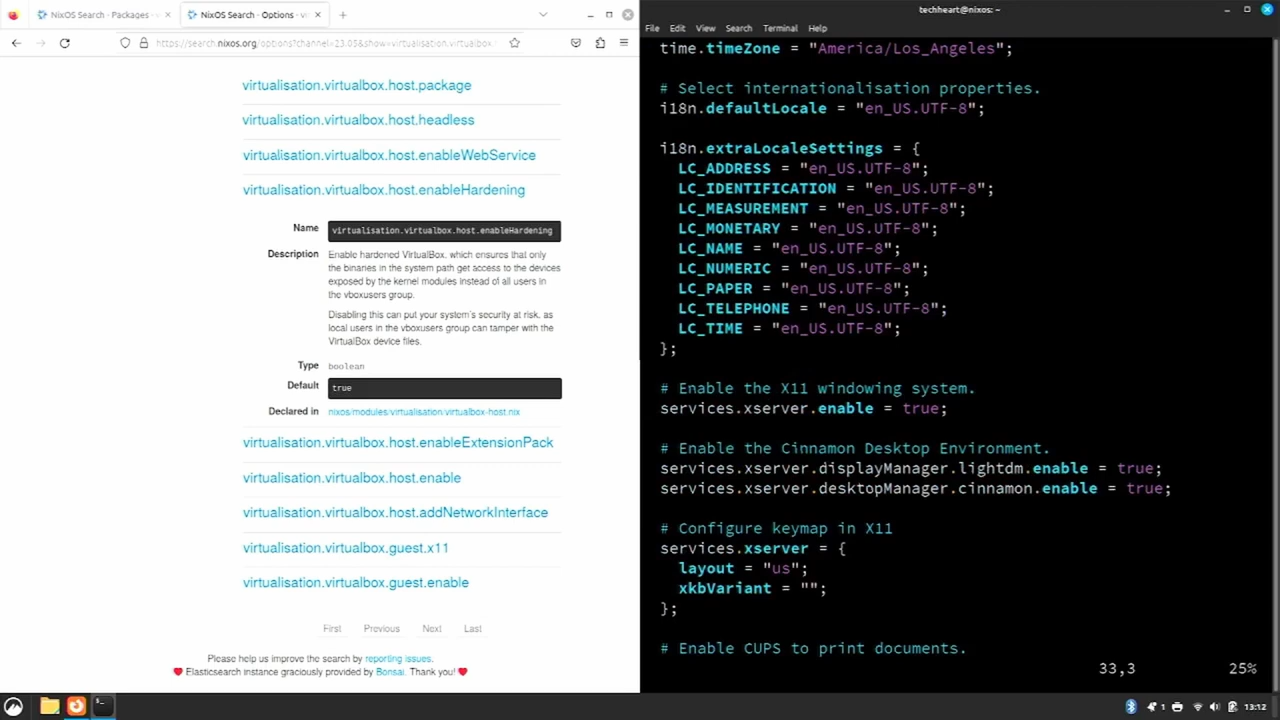 NixOS Search - Packages - v
NixOS Search - Options - v
https://search.nixos.org/options?channel=23.05&show=virtualisation.virtualbox
virtualisation.virtualbox.host.package
virtualisation.virtualbox.host.headless
virtualisation.virtualbox.host.enableWebService
virtualisation.virtualbox.host.enableHardening
Name
virtualisation.virtualbox.host.enableHardening
Description
Enable hardened VirtualBox, which ensures that only
the binaries in the system path get access to the devices
exposed by the kernel modules instead of all users in
the vboxusers group.
Disabling this can put your system's security at risk, as
local users in the vboxusers group can tamper with the
VirtualBox device files.
Type
boolean
Default
true
Declared in
nixos/modules/virtualisation/virtualbox-host.nix
virtualisation.virtualbox.host.enableExtensionPack
virtualisation.virtualbox.host.enable
virtualisation.virtualbox.host.addNetworkInterface
virtualisation.virtualbox.guest.x11
virtualisation.virtualbox.guest.enable
First Previous Next Last
Please help us improve the search by reporting issues.
Elasticsearch instance graciously provided by Bonsai. Thank you!
techheart@nixos: ~
File Edit View Search Terminal Help
time.timeZone = "America/Los_Angeles";
# Select internationalisation properties.
i18n.defaultLocale = "en_US.UTF-8";
i18n.extraLocaleSettings = {
LC_ADDRESS = "en_US.UTF-8";
LC_IDENTIFICATION = "en_US.UTF-8";
LC_MEASUREMENT = "en_US.UTF-8";
LC_MONETARY = "en_US.UTF-8";
LC_NAME = "en_US.UTF-8";
LC_NUMERIC = "en_US.UTF-8";
LC_PAPER = "en_US.UTF-8";
LC_TELEPHONE = "en_US.UTF-8";
LC_TIME = "en_US.UTF-8";
};
# Enable the X11 windowing system.
services.xserver.enable = true;
# Enable the Cinnamon Desktop Environment.
services.xserver.displayManager.lightdm.enable = true;
services.xserver.desktopManager.cinnamon.enable = true;
# Configure keymap in X11
services.xserver = {
layout = "us";
xkbVariant = "";
};
# Enable CUPS to print documents.
33,3 25%
1 13:12